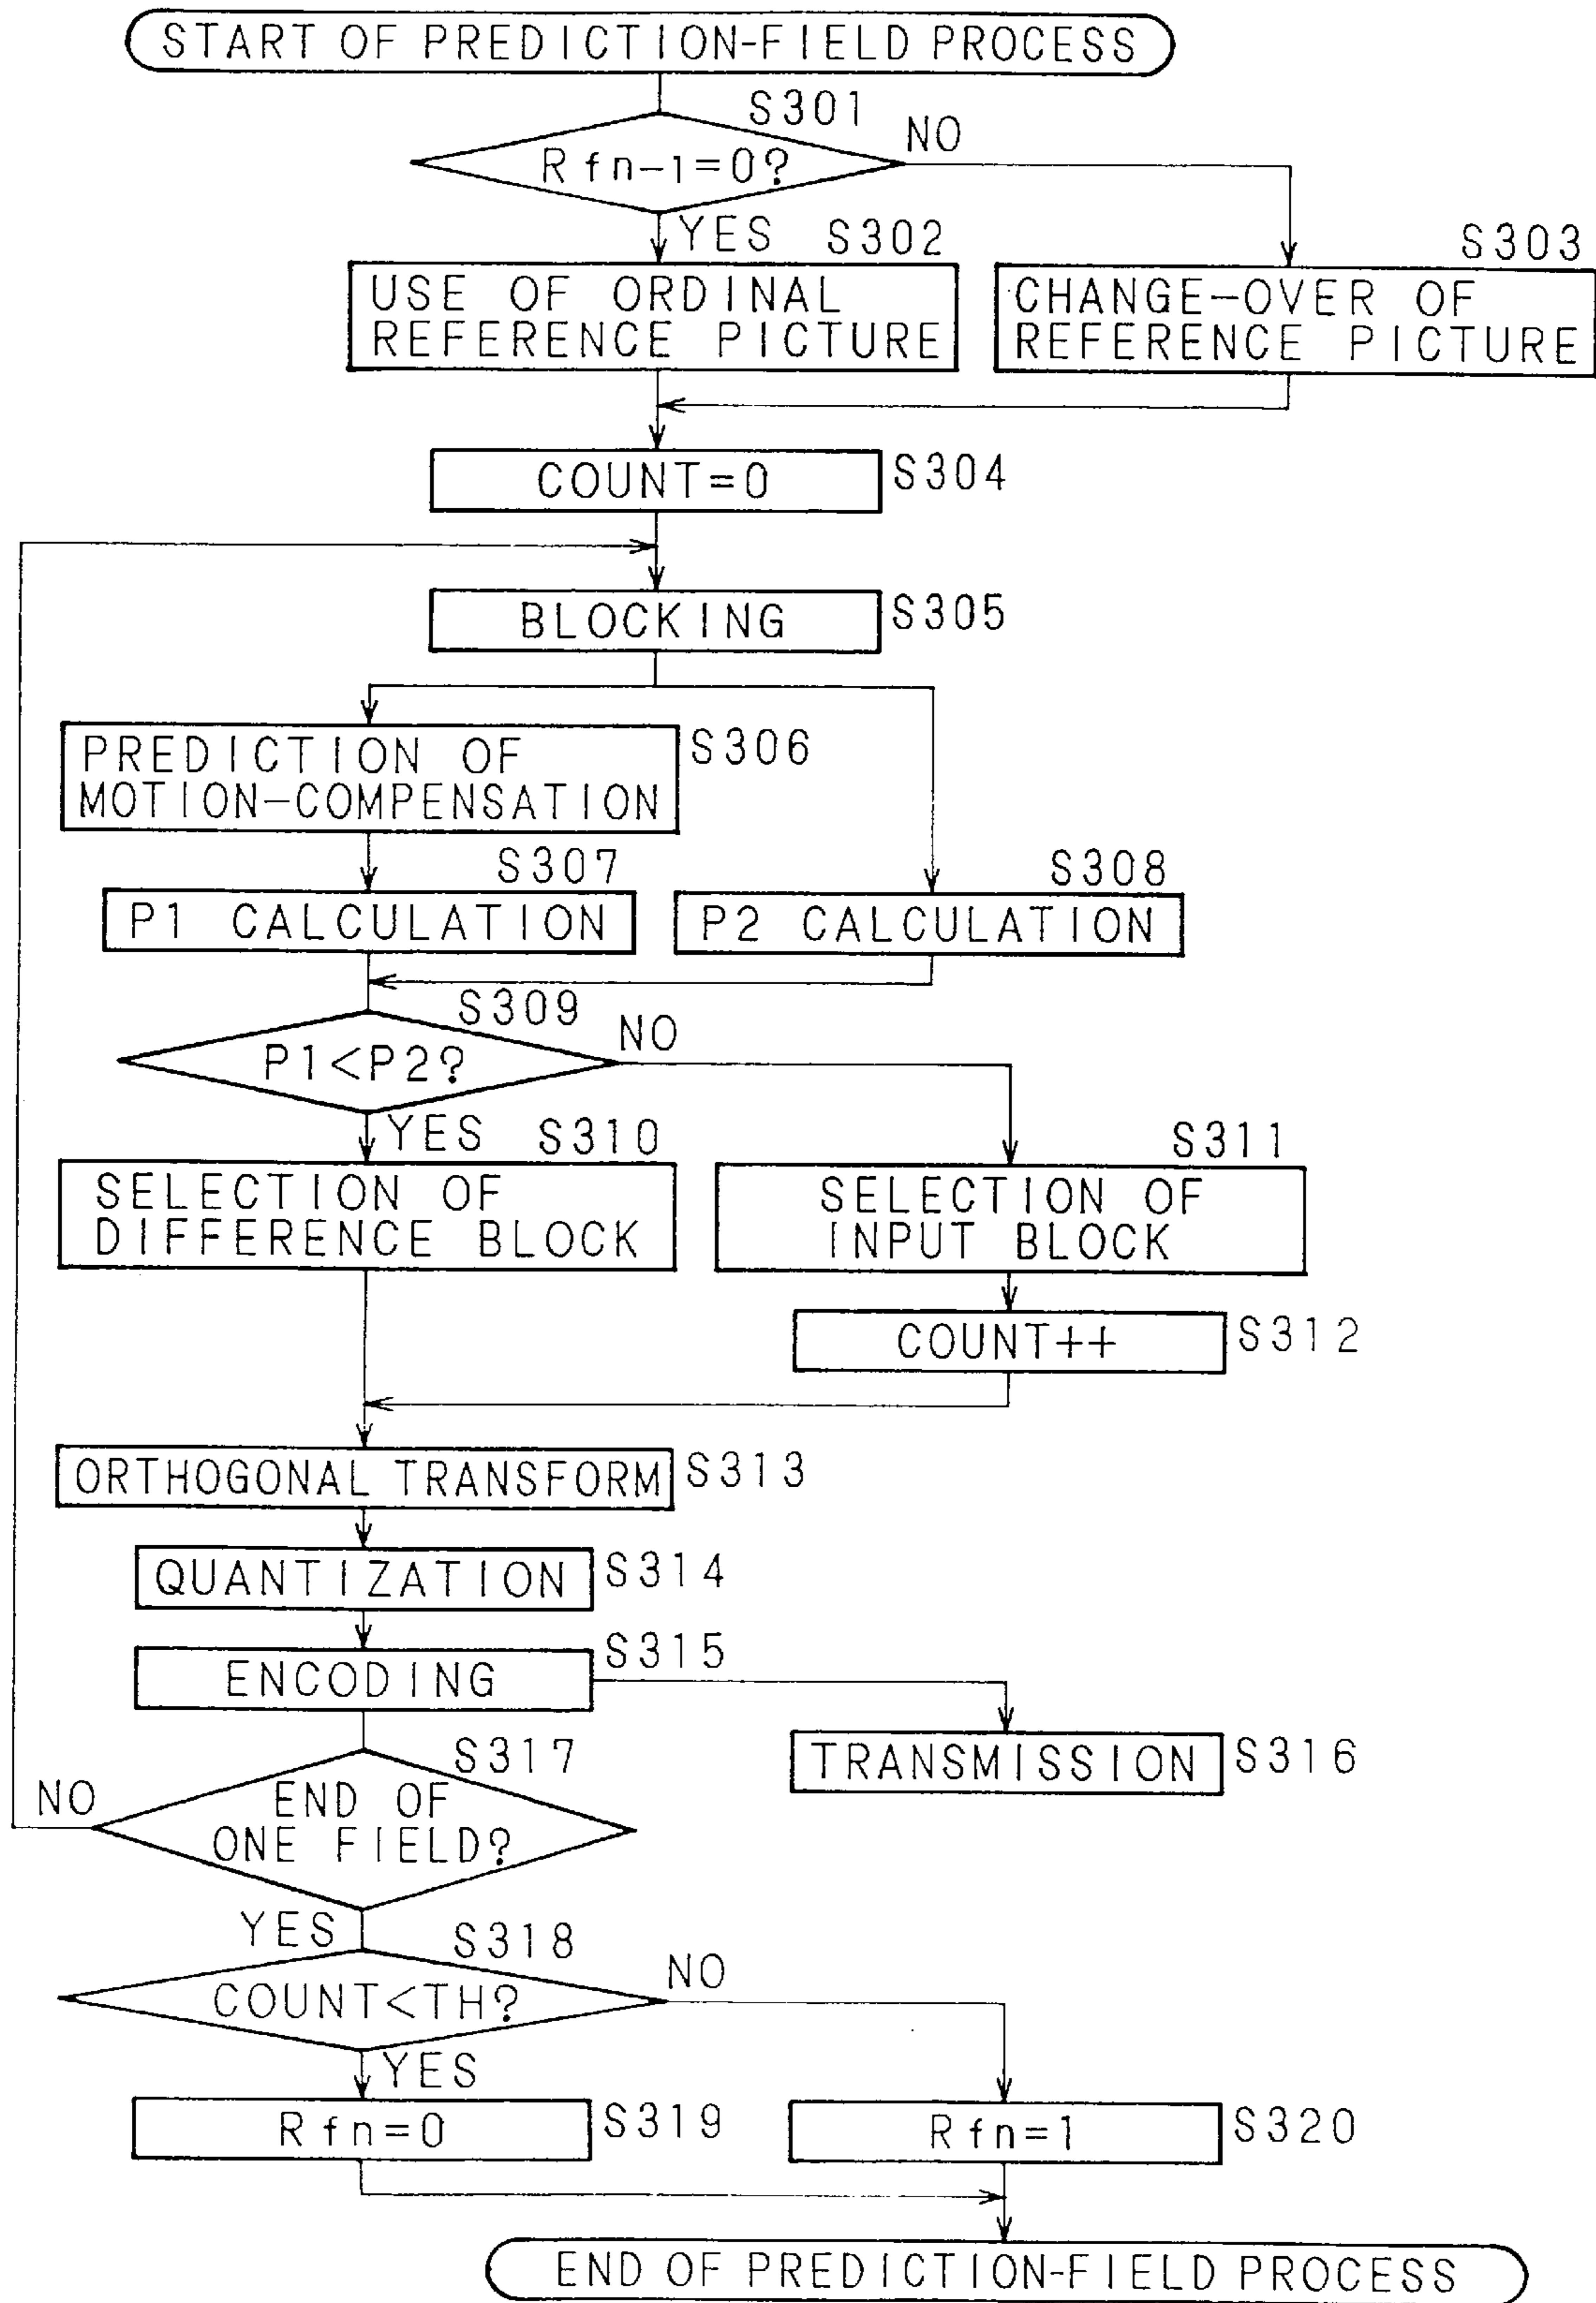 START OF PREDICTION-FIELD PROCESS
S301
Rfn-1=0?
NO
YES
S302
S303
USE OF ORDINAL
REFERENCE PICTURE
CHANGE-OVER OF
REFERENCE PICTURE
COUNT=0
S304
BLOCKING
S305
PREDICTION OF
MOTION-COMPENSATION
S306
S307
S308
P1 CALCULATION
P2 CALCULATION
S309
P1<P2?
NO
YES
S310
S311
SELECTION OF
DIFFERENCE BLOCK
SELECTION OF
INPUT BLOCK
COUNT++
S312
ORTHOGONAL TRANSFORM
S313
QUANTIZATION
S314
ENCODING
S315
TRANSMISSION
S316
S317
NO
END OF
ONE FIELD?
YES
S318
COUNT<TH?
NO
YES
Rfn=0
S319
Rfn=1
S320
END OF PREDICTION-FIELD PROCESS